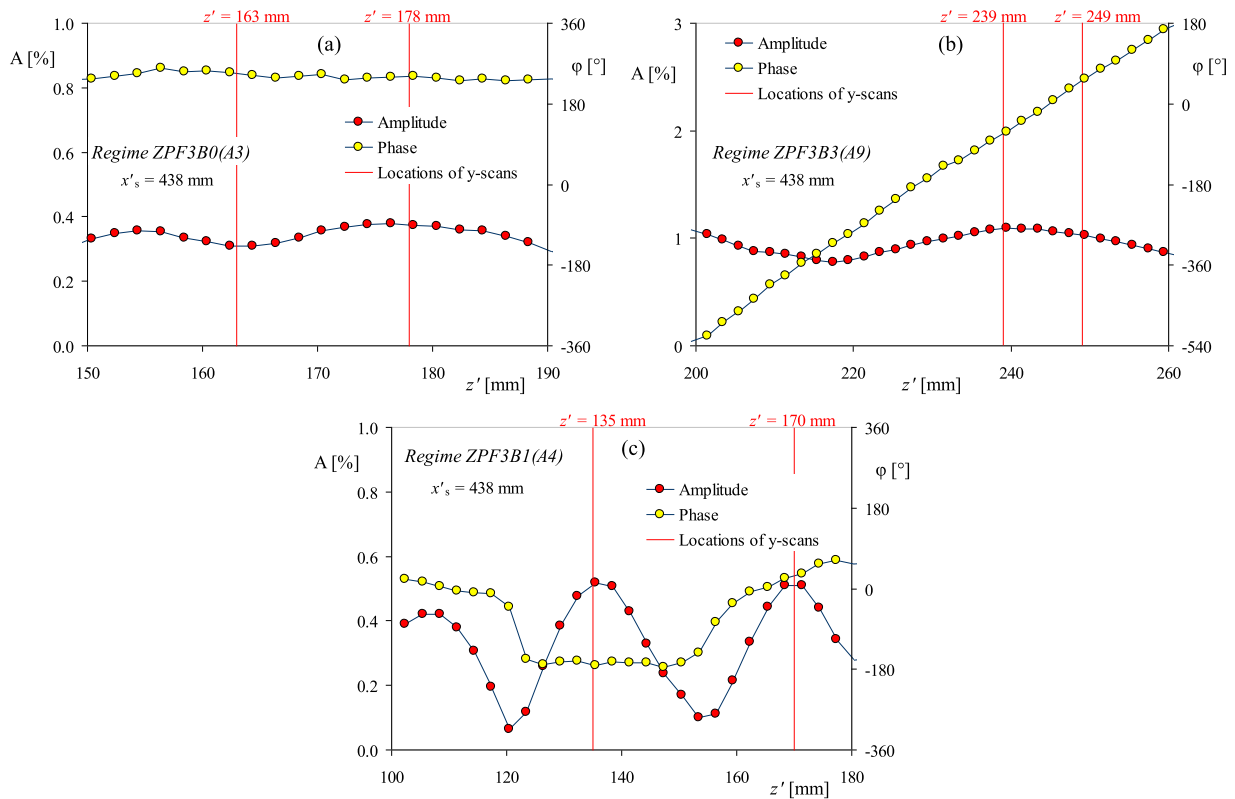 z′ = 163 mm
z′ = 178 mm
1.0
360
(a)
A [%]
φ [°]
0.8
180
Amplitude
0.6
Regime ZPF3B0(A3)
Phase
x′s = 438 mm
Locations of y-scans
0
0.4
-180
0.2
0.0
-360
150
160
170
180
190
z′ [mm]
z′ = 239 mm
z′ = 249 mm
3
180
Amplitude
(b)
A [%]
Phase
φ [°]
Locations of y-scans
0
2
Regime ZPF3B3(A9)
x′s = 438 mm
-180
1
-360
0
-540
200
220
240
260
z′ [mm]
z′ = 135 mm
z′ = 170 mm
1.0
360
(c)
Regime ZPF3B1(A4)
A [%]
φ [°]
x′s = 438 mm
Amplitude
0.8
180
Phase
Locations of y-scans
0.6
0
0.4
-180
0.2
0.0
-360
100
120
140
160
180
z′ [mm]